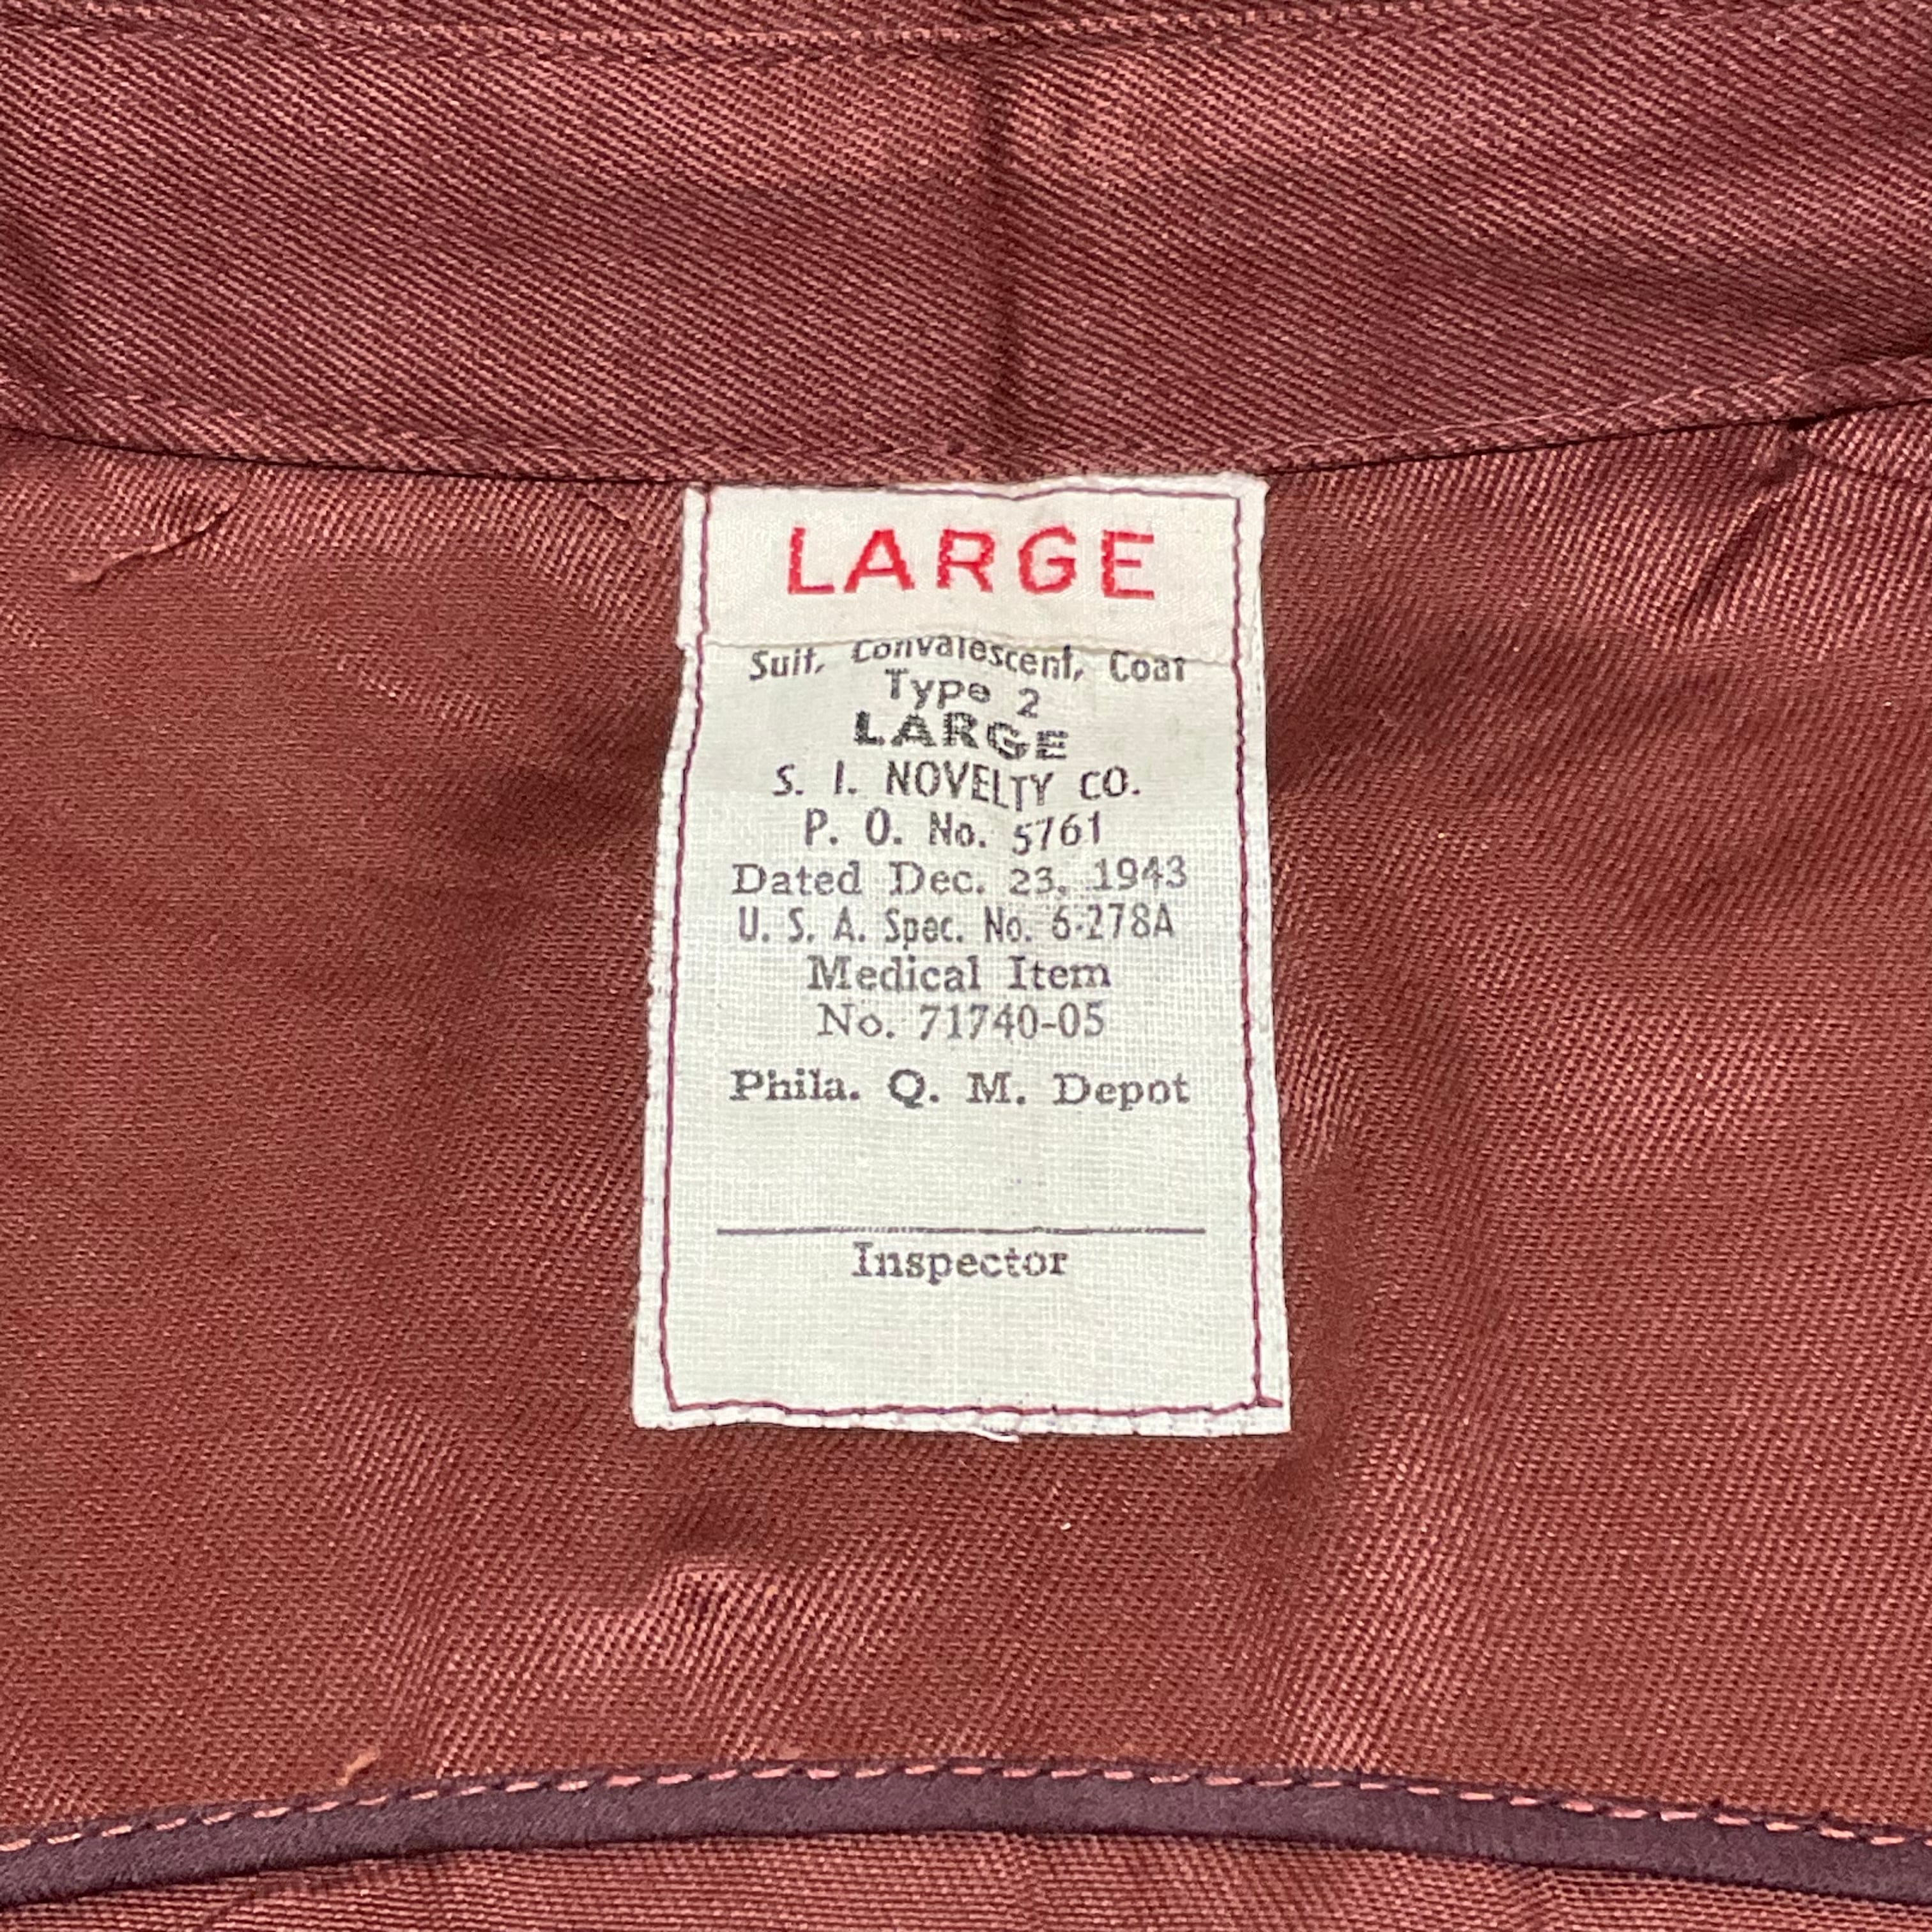 LARGE
Suit, Convalescent, Coat
Type 2
LARGE
S. I. NOVELTY CO.
P. O. No. 5761
Dated Dec. 23, 1943
U. S. A. Spec. No. 6-278A
Medical Item
No. 71740-05
Phila. Q. M. Depot
Inspector